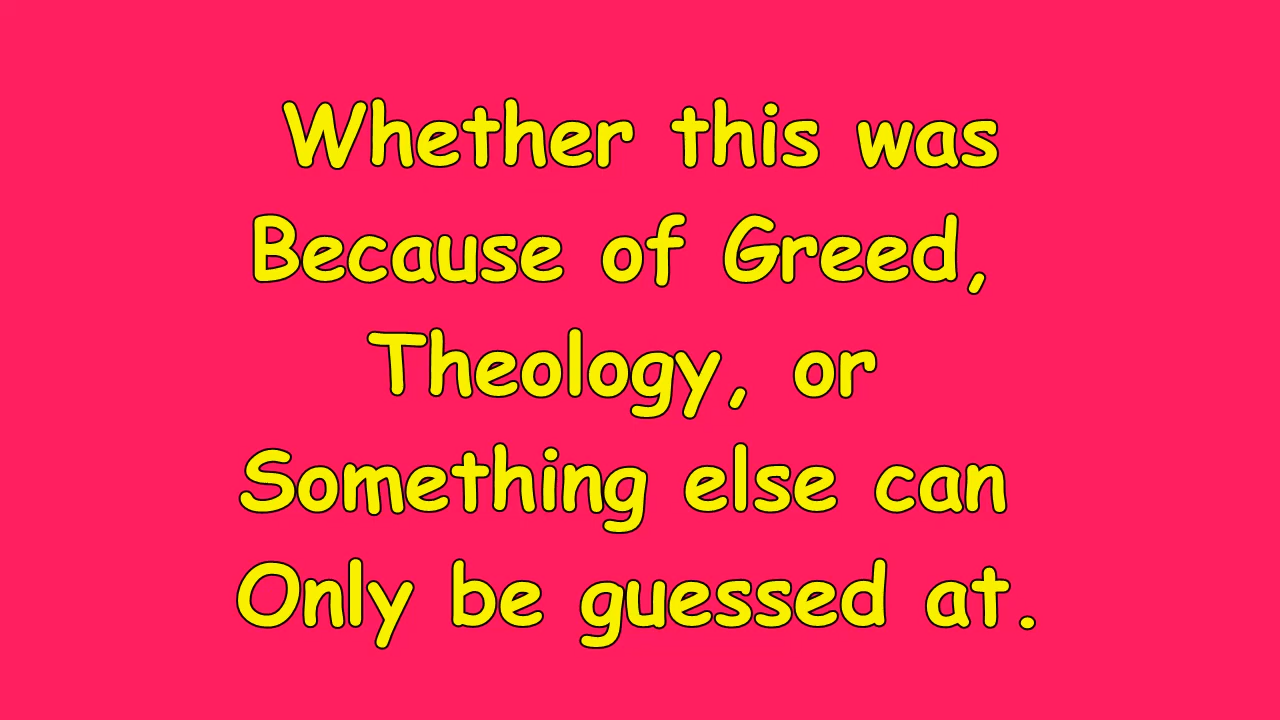 Whether this was
Because of Greed,
Theology, or
Something else can
Only be guessed at.